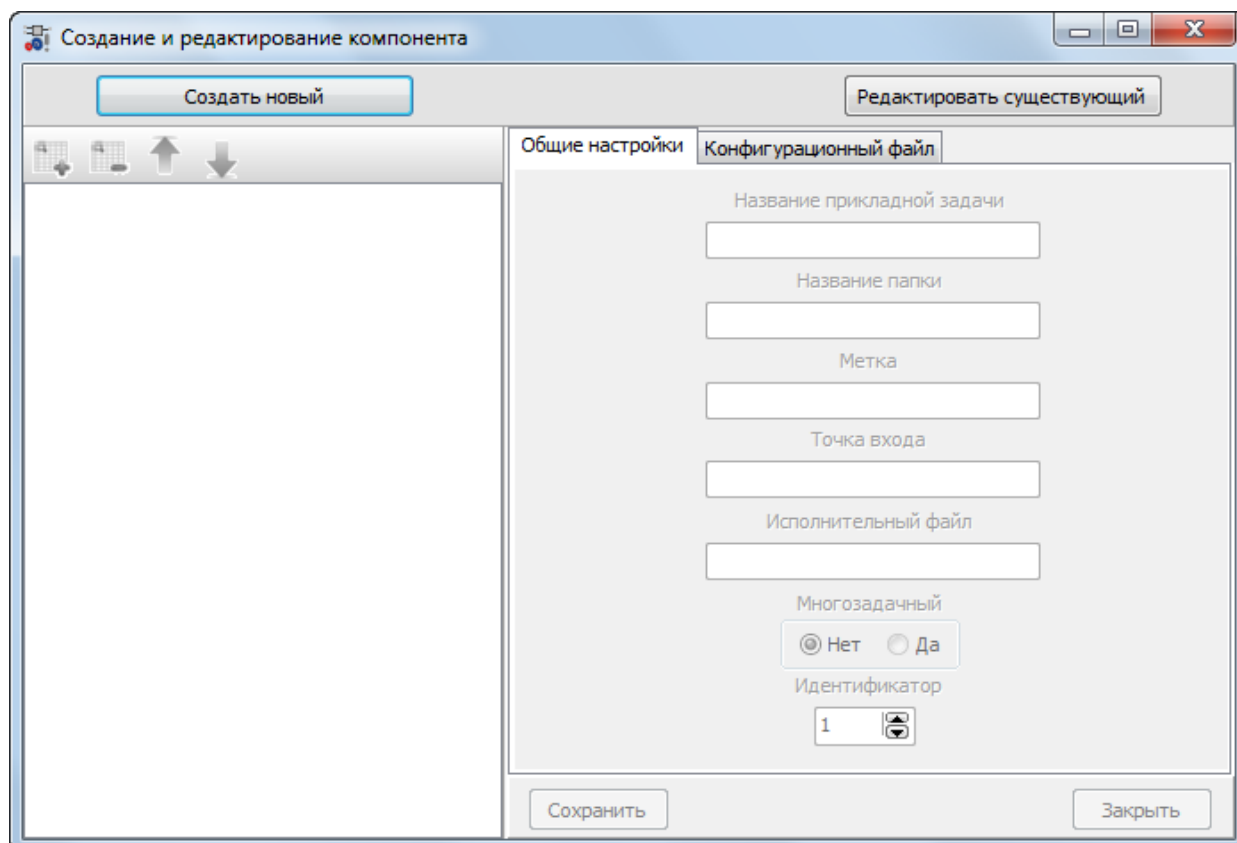 Создание и редактирование компонента
Создать новый
Редактировать существующий
Общие настройки
Конфигурационный файл
Название прикладной задачи
Название папки
Метка
Точка входа
Исполнительный файл
Многозадачный
Нет Да
Идентификатор
1
Сохранить
Закрыть